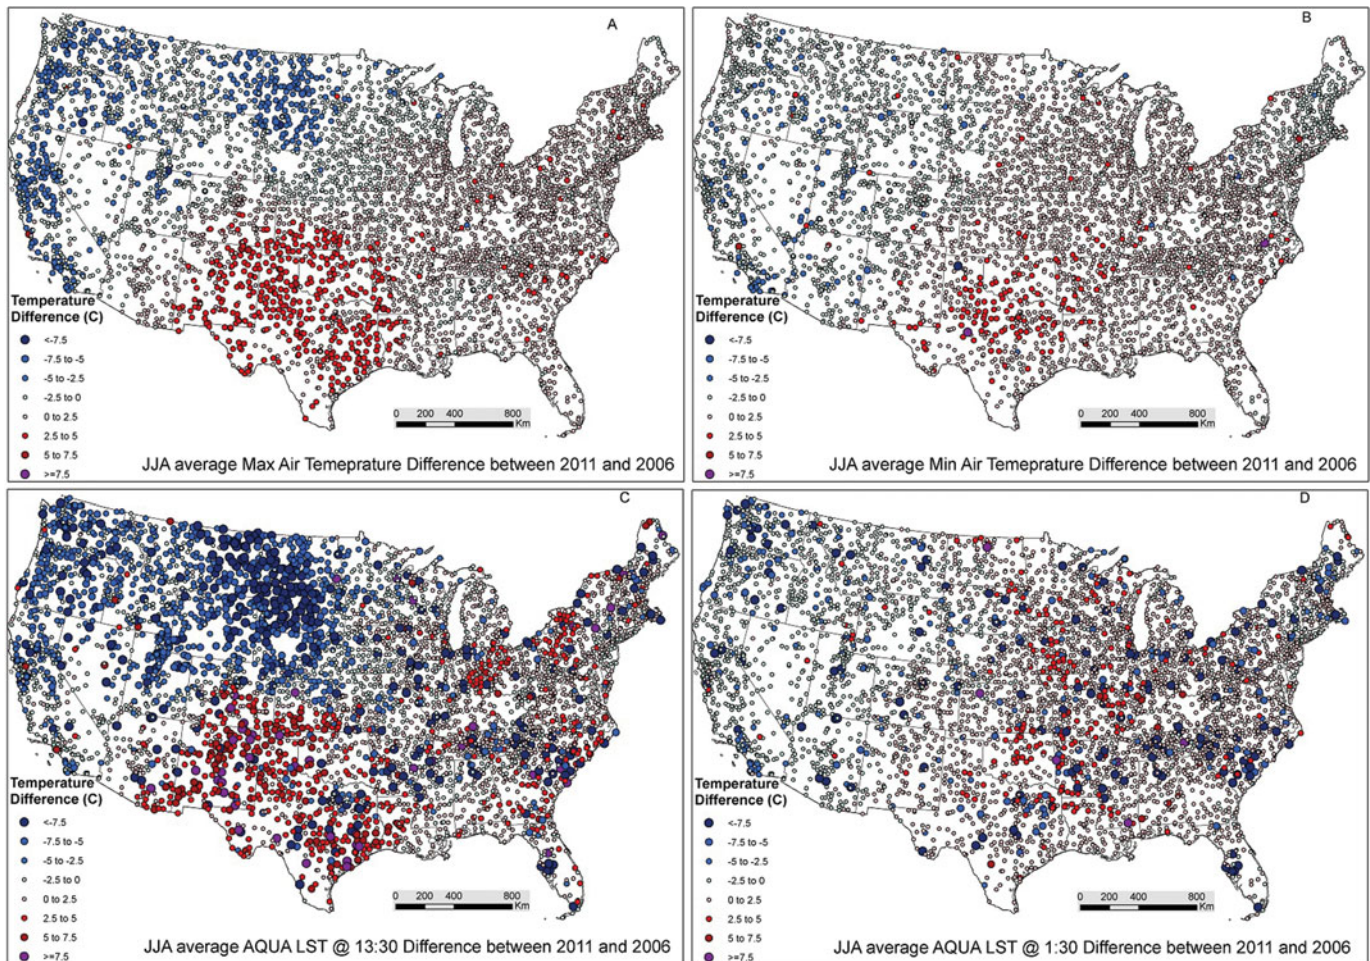 A
Temperature
Difference (C)
<-7.5
-7.5 to -5
-5 to -2.5
-2.5 to 0
0 to 2.5
2.5 to 5
5 to 7.5
>=7.5
0 200 400 800
Km
JJA average Max Air Temeprature Difference between 2011 and 2006
B
Temperature
Difference (C)
<-7.5
-7.5 to -5
-5 to -2.5
-2.5 to 0
0 to 2.5
2.5 to 5
5 to 7.5
>=7.5
0 200 400 800
Km
JJA average Min Air Temeprature Difference between 2011 and 2006
C
Temperature
Difference (C)
<-7.5
-7.5 to -5
-5 to -2.5
-2.5 to 0
0 to 2.5
2.5 to 5
5 to 7.5
>=7.5
0 200 400 800
Km
JJA average AQUA LST @ 13:30 Difference between 2011 and 2006
D
Temperature
Difference (C)
<-7.5
-7.5 to -5
-5 to -2.5
-2.5 to 0
0 to 2.5
2.5 to 5
5 to 7.5
>=7.5
0 200 400 800
Km
JJA average AQUA LST @ 1:30 Difference between 2011 and 2006